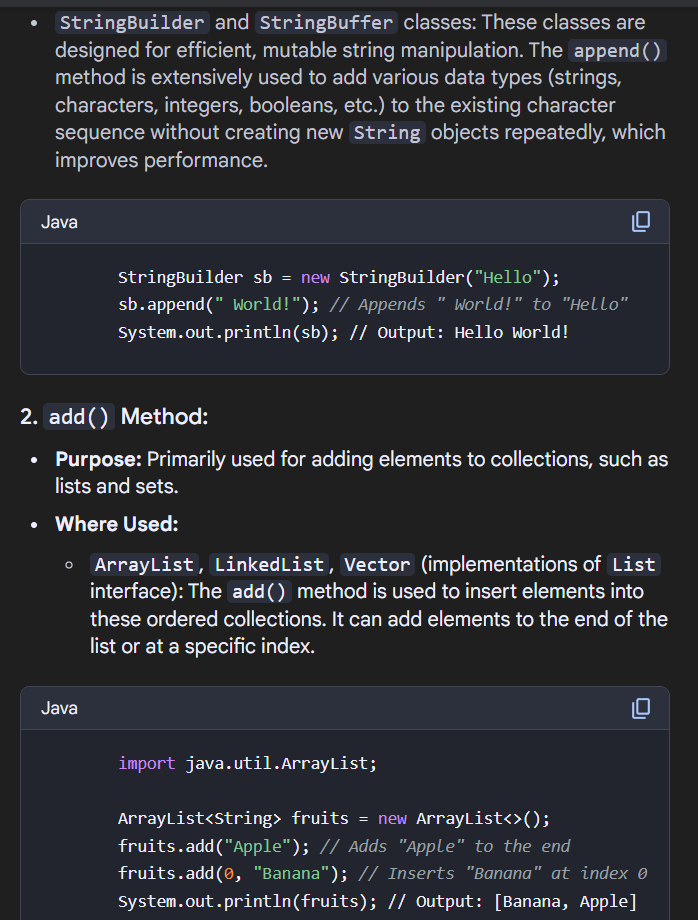 StringBuilder and StringBuffer classes: These classes are
designed for efficient, mutable string manipulation. The append()
method is extensively used to add various data types (strings,
characters, integers, booleans, etc.) to the existing character
sequence without creating new String objects repeatedly, which
improves performance.
Java
StringBuilder sb = new StringBuilder("Hello");
sb.append(" World!"); // Appends " World!" to "Hello"
System.out.println(sb); // Output: Hello World!
2. add() Method:
Purpose: Primarily used for adding elements to collections, such as
lists and sets.
Where Used:
ArrayList, LinkedList, Vector (implementations of List
interface): The add() method is used to insert elements into
these ordered collections. It can add elements to the end of the
list or at a specific index.
Java
import java.util.ArrayList;
ArrayList<String> fruits = new ArrayList<>();
fruits.add("Apple"); // Adds "Apple" to the end
fruits.add(0, "Banana"); // Inserts "Banana" at index 0
System.out.println(fruits); // Output: [Banana, Apple]